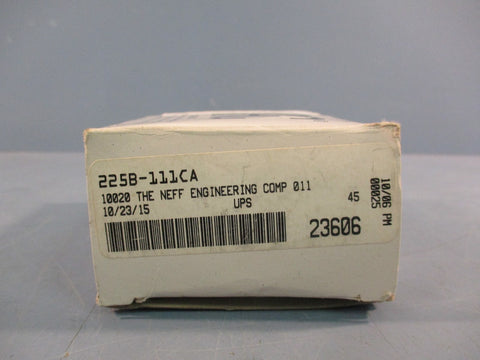 225B-111CA
10020 THE NEFF ENGINEERING COMP 011
10/23/15 UPS 45
23606
10/06 PM
00025